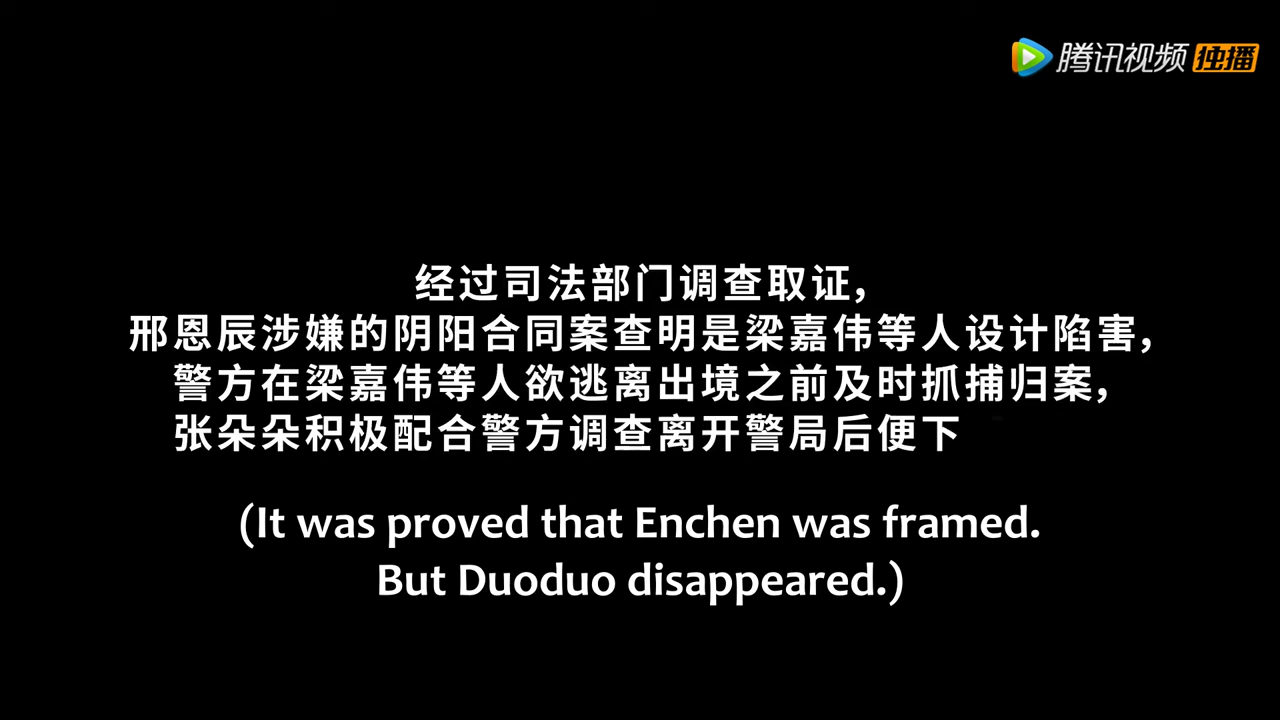 腾讯视频 独播
经过司法部门调查取证,
邢恩辰涉嫌的阴阳合同案查明是梁嘉伟等人设计陷害,
警方在梁嘉伟等人欲逃离出境之前及时抓捕归案,
张朵朵积极配合警方调查离开警局后便下
(It was proved that Enchen was framed.
But Duoduo disappeared.)